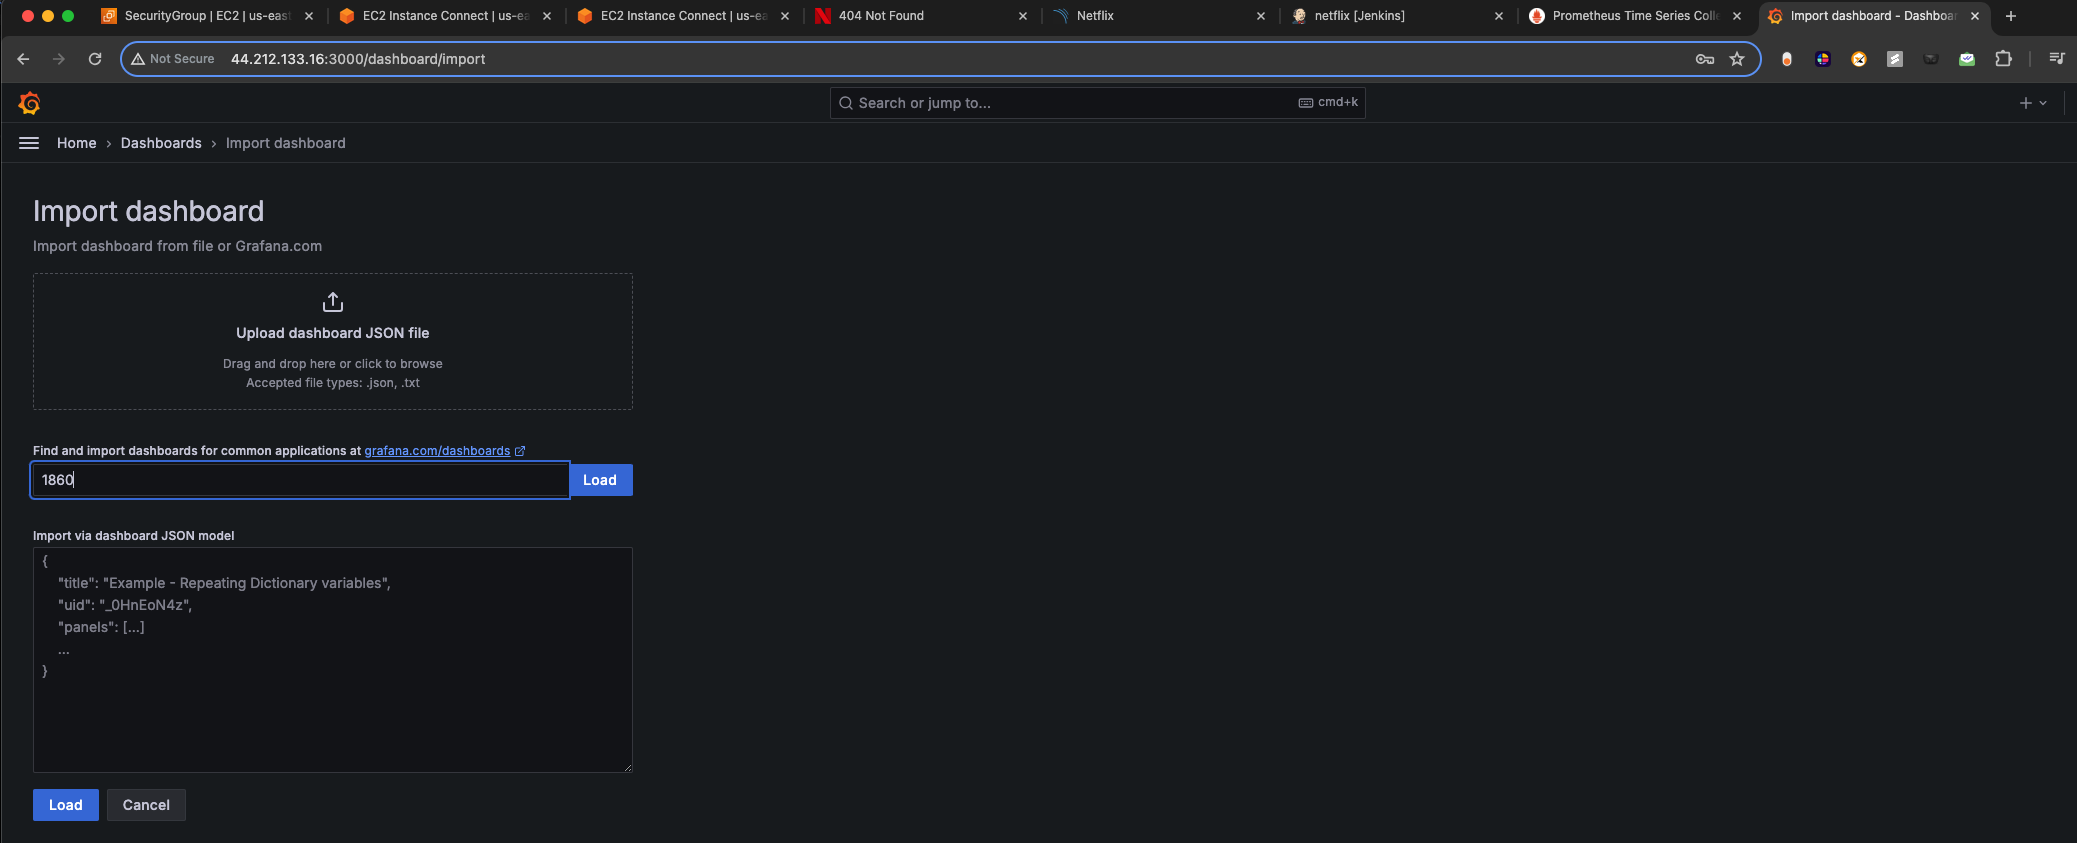 SecurityGroup | EC2 | us-east
EC2 Instance Connect | us-ea
EC2 Instance Connect | us-ea
404 Not Found
Netflix
netflix [Jenkins]
Prometheus Time Series Colle
Import dashboard - Dashboar
Not Secure
44.212.133.16:3000/dashboard/import
Search or jump to...
cmd+k
Home › Dashboards › Import dashboard
Import dashboard
Import dashboard from file or Grafana.com
Upload dashboard JSON file
Drag and drop here or click to browse
Accepted file types: .json, .txt
Find and import dashboards for common applications at grafana.com/dashboards
1860
Load
Import via dashboard JSON model
{
"title": "Example - Repeating Dictionary variables",
"uid": "_0HnEoN4z",
"panels": [...]
...
}
Load
Cancel